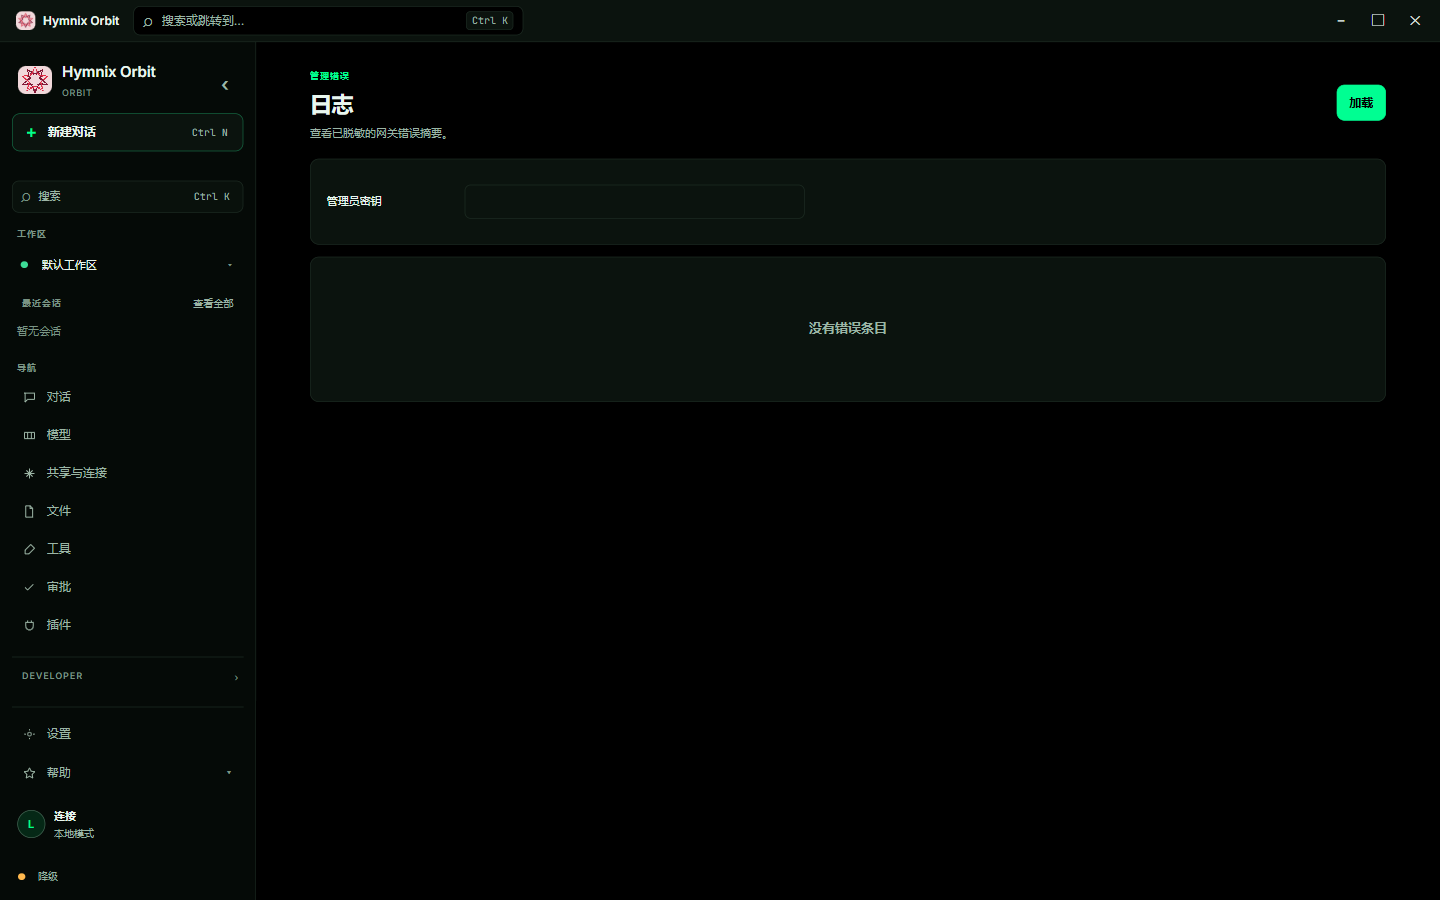 Hymnix Orbit
搜索或跳转到...
Ctrl K
Hymnix Orbit
ORBIT
+ 新建对话
Ctrl N
搜索
Ctrl K
工作区
默认工作区
最近会话
查看全部
暂无会话
导航
对话
模型
共享与连接
文件
工具
审批
插件
DEVELOPER
设置
帮助
L
连接
本地模式
降级
管理错误
日志
查看已脱敏的网关错误摘要。
加载
管理员密钥
没有错误条目